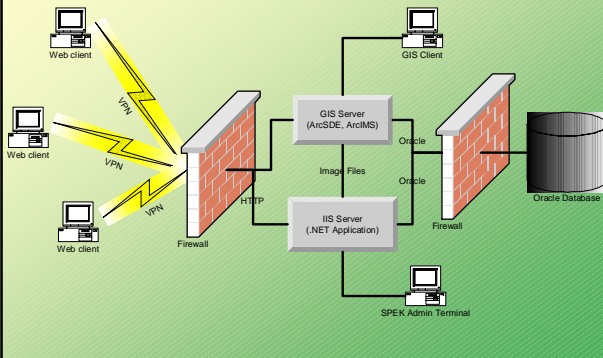 Web client
GIS Client
VPN
GIS Server
(ArcSDE, ArcIMS)
Web client
VPN
Oracle
Image Files
Oracle
HTTP
VPN
Oracle Database
IIS Server
(.NET Application)
Web client
Firewall
Firewall
SPEK Admin Terminal